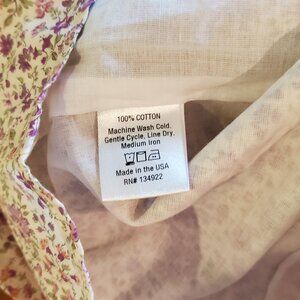 100% COTTON
Machine Wash Cold.
Gentle Cycle, Line Dry.
Medium Iron
Made in the USA
RN# 134922